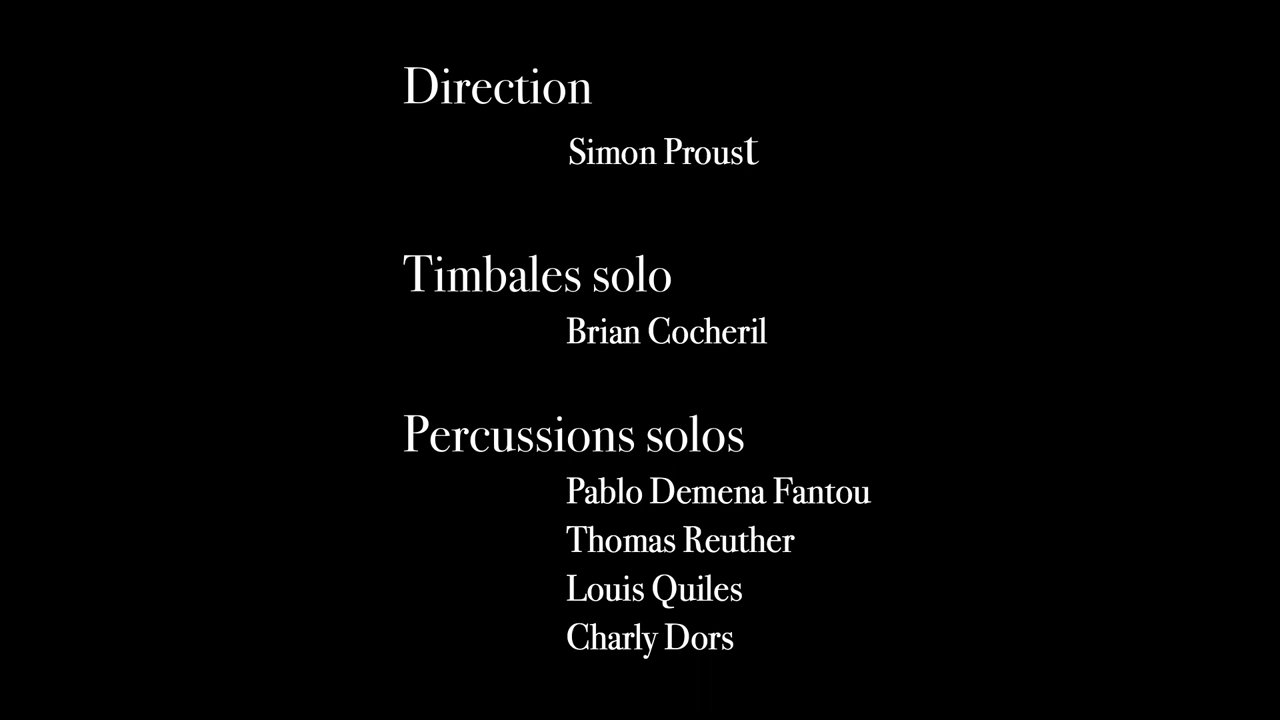 Direction
Simon Proust
Timbales solo
Brian Cocheril
Percussions solos
Pablo Demena Fantou
Thomas Reuther
Louis Quiles
Charly Dors